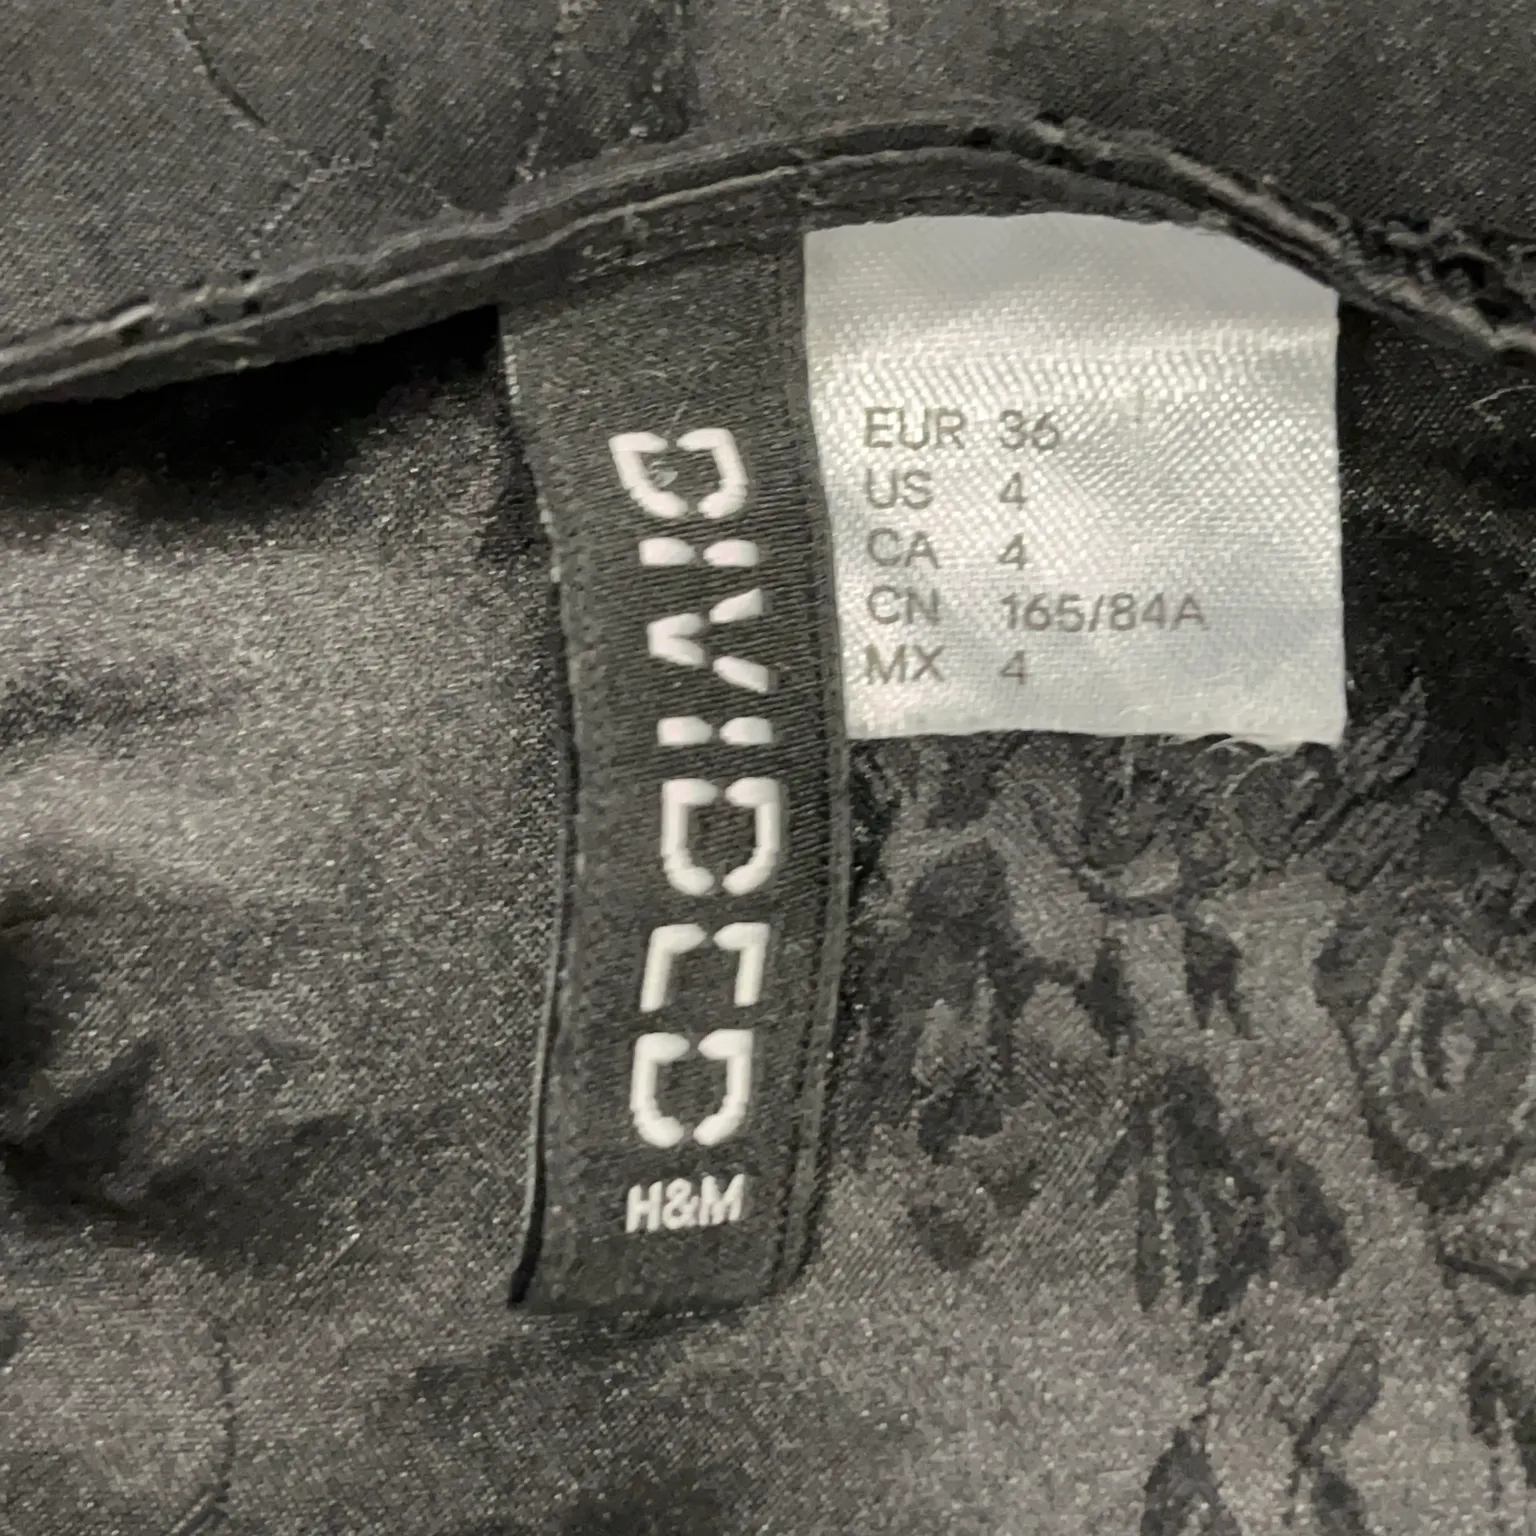 DIVIDED
H&M
EUR 36
US 4
CA 4
CN 165/84A
MX 4